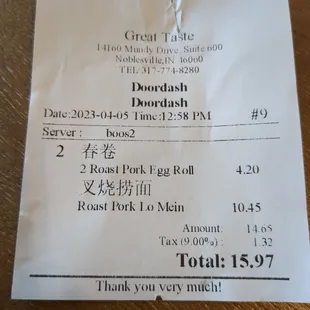 Great Taste
14160 Mundy Drive, Suite 600
Noblesville,IN 16060
TEL 317-774-8280
Doordash
Doordash
Date:2023-04-05 Time:12:58 PM #9
Server : boos2
2 春卷
2 Roast Pork Egg Roll 4.20
叉烧捞面
Roast Pork Lo Mein 10.45
Amount: 14.65
Tax (9.00%) : 1.32
Total: 15.97
Thank you very much!